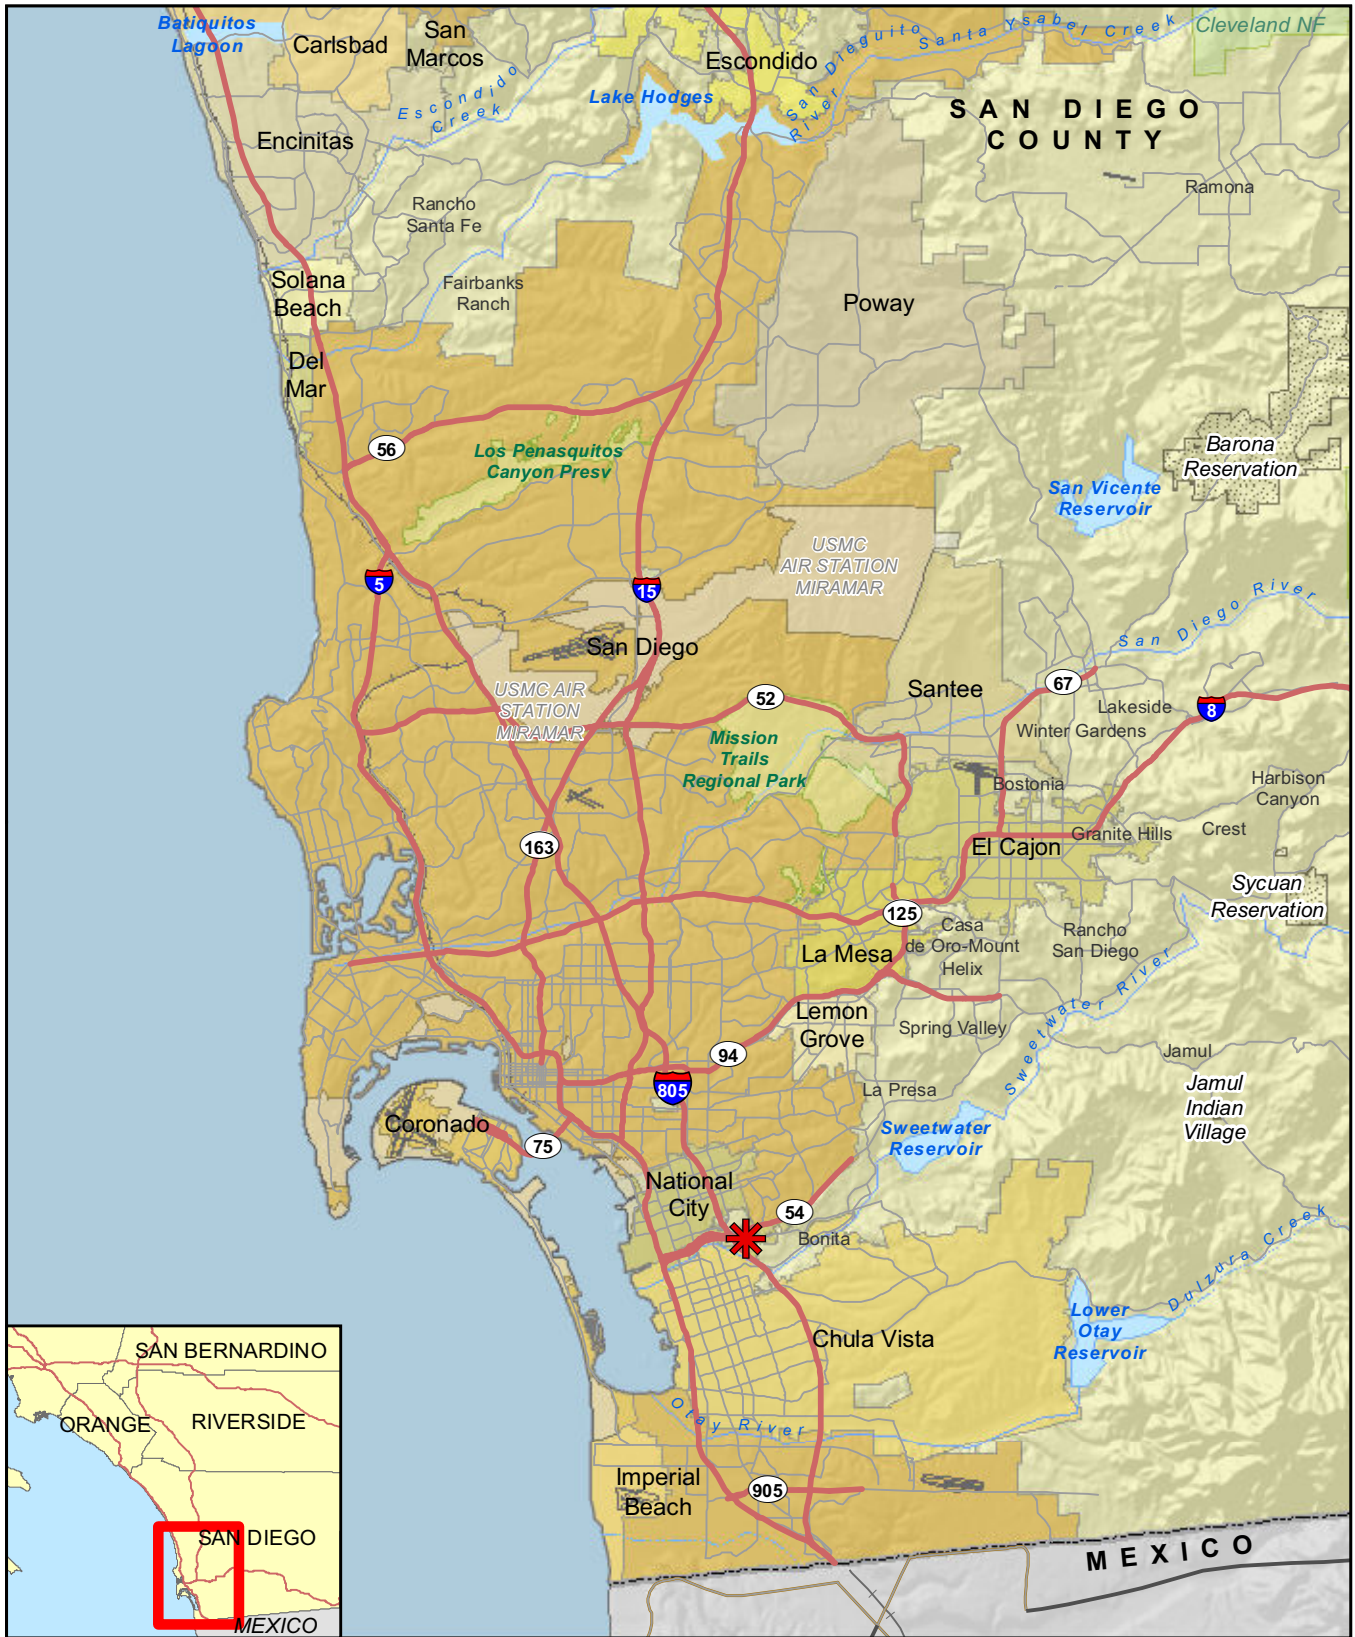 Batiquitos
Lagoon
Carlsbad
San
Marcos
Escondido
San Dieguito
River
Santa Ysabel Creek
Cleveland NF
Escondido
Creek
Lake Hodges
SAN DIEGO
COUNTY
Encinitas
Ramona
Rancho
Santa Fe
Solana
Beach
Fairbanks
Ranch
Poway
Del
Mar
56
Los Penasquitos
Canyon Presv
Barona
Reservation
San Vicente
Reservoir
USMC
AIR STATION
MIRAMAR
5
15
San Diego River
San Diego
USMC AIR
STATION
MIRAMAR
52
Santee
67
Lakeside
8
Winter Gardens
Mission
Trails
Regional Park
Bostonia
Harbison
Canyon
163
Granite Hills
Crest
El Cajon
Sycuan
Reservation
125
Casa
de Oro-Mount
Helix
Rancho
San Diego
La Mesa
Sweetwater River
Lemon
Grove
Spring Valley
94
Jamul
805
La Presa
Jamul
Indian
Village
Coronado
75
Sweetwater
Reservoir
National
City
54
Bonita
Dulzura Creek
Lower
Otay
Reservoir
Chula Vista
Otay River
Imperial
Beach
905
MEXICO
SAN BERNARDINO
ORANGE
RIVERSIDE
SAN DIEGO
MEXICO